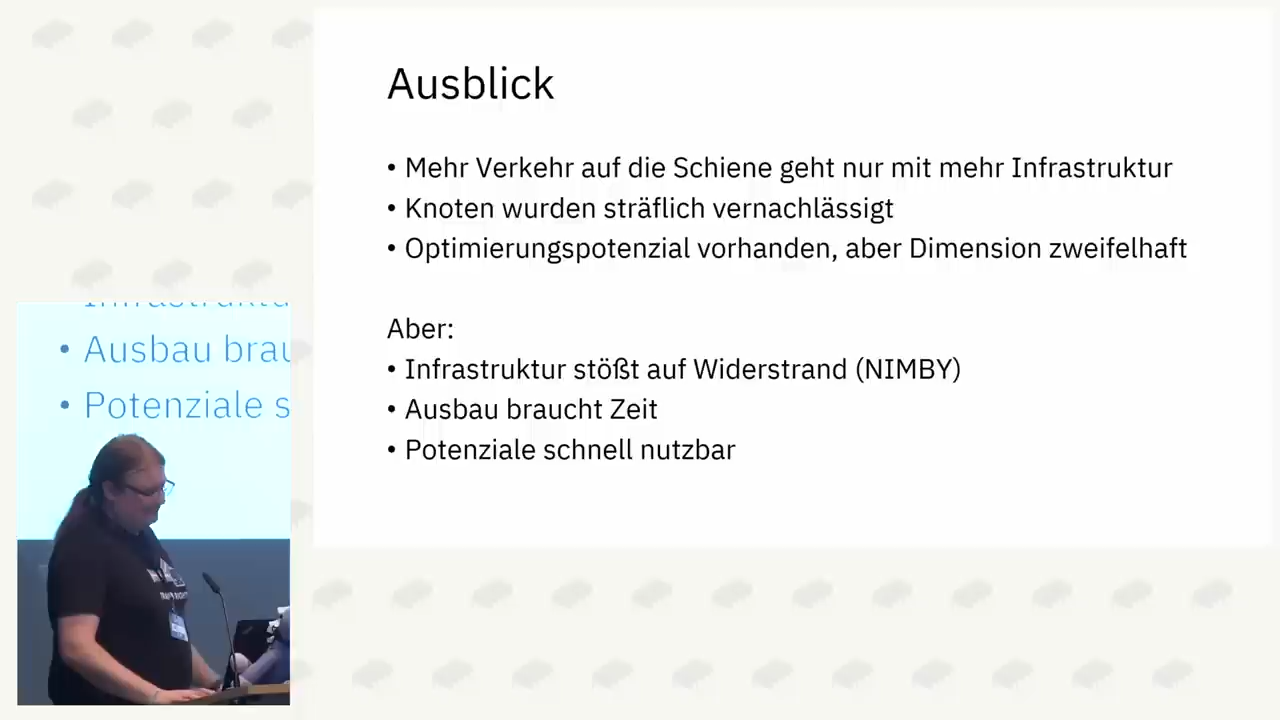 Ausblick
• Mehr Verkehr auf die Schiene geht nur mit mehr Infrastruktur
• Knoten wurden sträflich vernachlässigt
• Optimierungspotenzial vorhanden, aber Dimension zweifelhaft
Aber:
• Infrastruktur stößt auf Widerstrand (NIMBY)
• Ausbau braucht Zeit
• Potenziale schnell nutzbar
• Ausbau brau
• Potenziale s